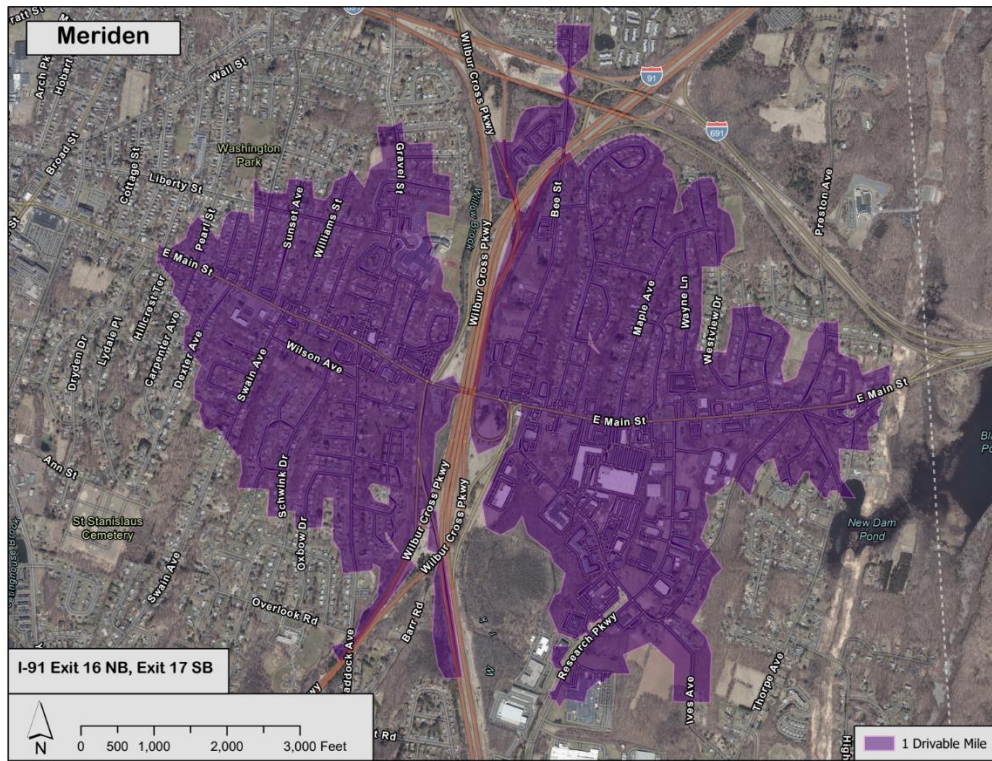 Meriden
Arch Pk
Hobart
Wall St
Broad St
Cottage St
Washington
Park
Liberty St
Gravel St
Wilbur Cross Pkwy
91
691
Willow Brook
Bee St
Preston Ave
Pearl St
Sunset Ave
Williams St
E Main St
Wilbur Cross Pkwy
Maple Ave
Wayne Ln
Westview Dr
Hillcrest Ter
Lydale Pl
Dryden Dr
Carpenter Ave
Dexter Ave
Swain Ave
Wilson Ave
E Main St
E Main St
Ann St
St Stanislaus
Cemetery
Schwink Dr
Oxbow Dr
Wilbur Cross Pkwy
Wilbur Cross Pkwy
New Dam
Pond
Swain Ave
Overlook Rd
Barr Rd
Research Pkwy
Ives Ave
Thorpe Ave
I-91 Exit 16 NB, Exit 17 SB
N
0 500 1,000 2,000 3,000 Feet
1 Drivable Mile